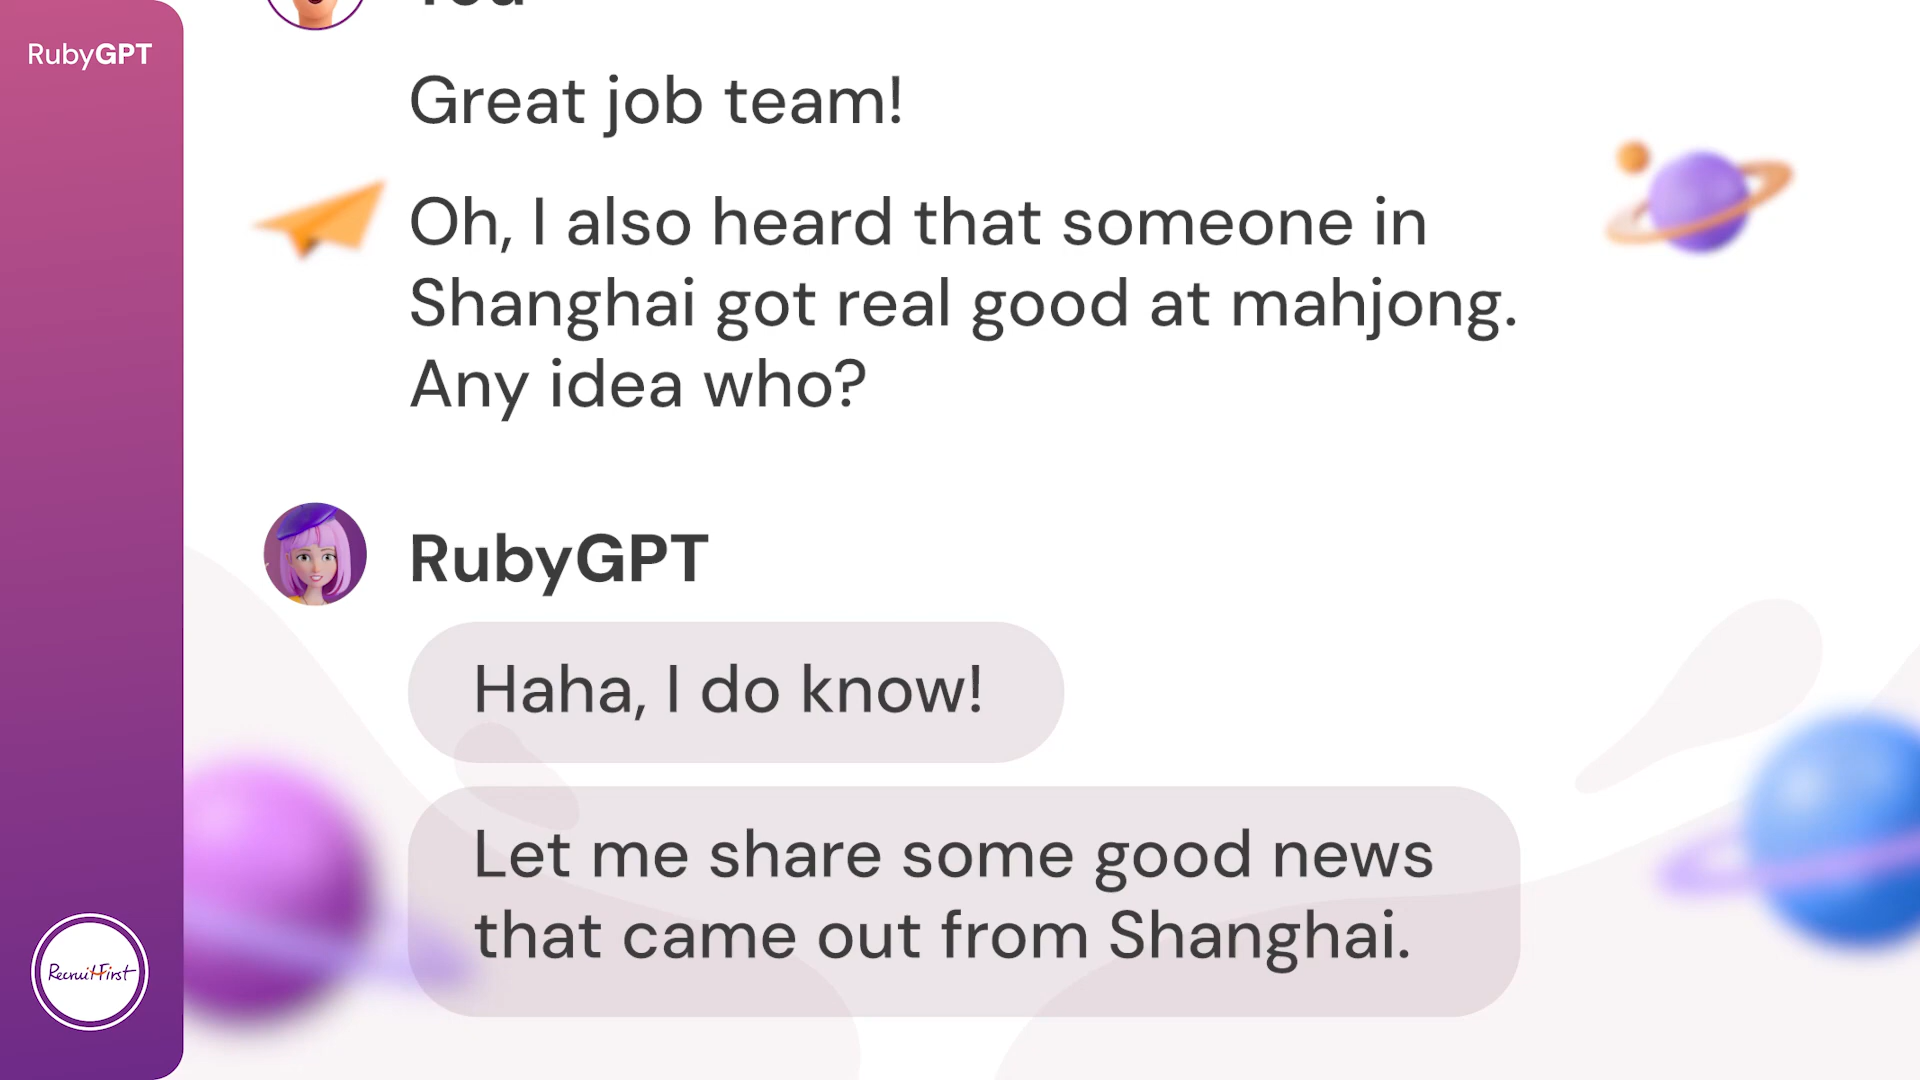 RubyGPT
You
Great job team!
Oh, I also heard that someone in
Shanghai got real good at mahjong.
Any idea who?
RubyGPT
Haha, I do know!
Let me share some good news
that came out from Shanghai.
RecruitFirst